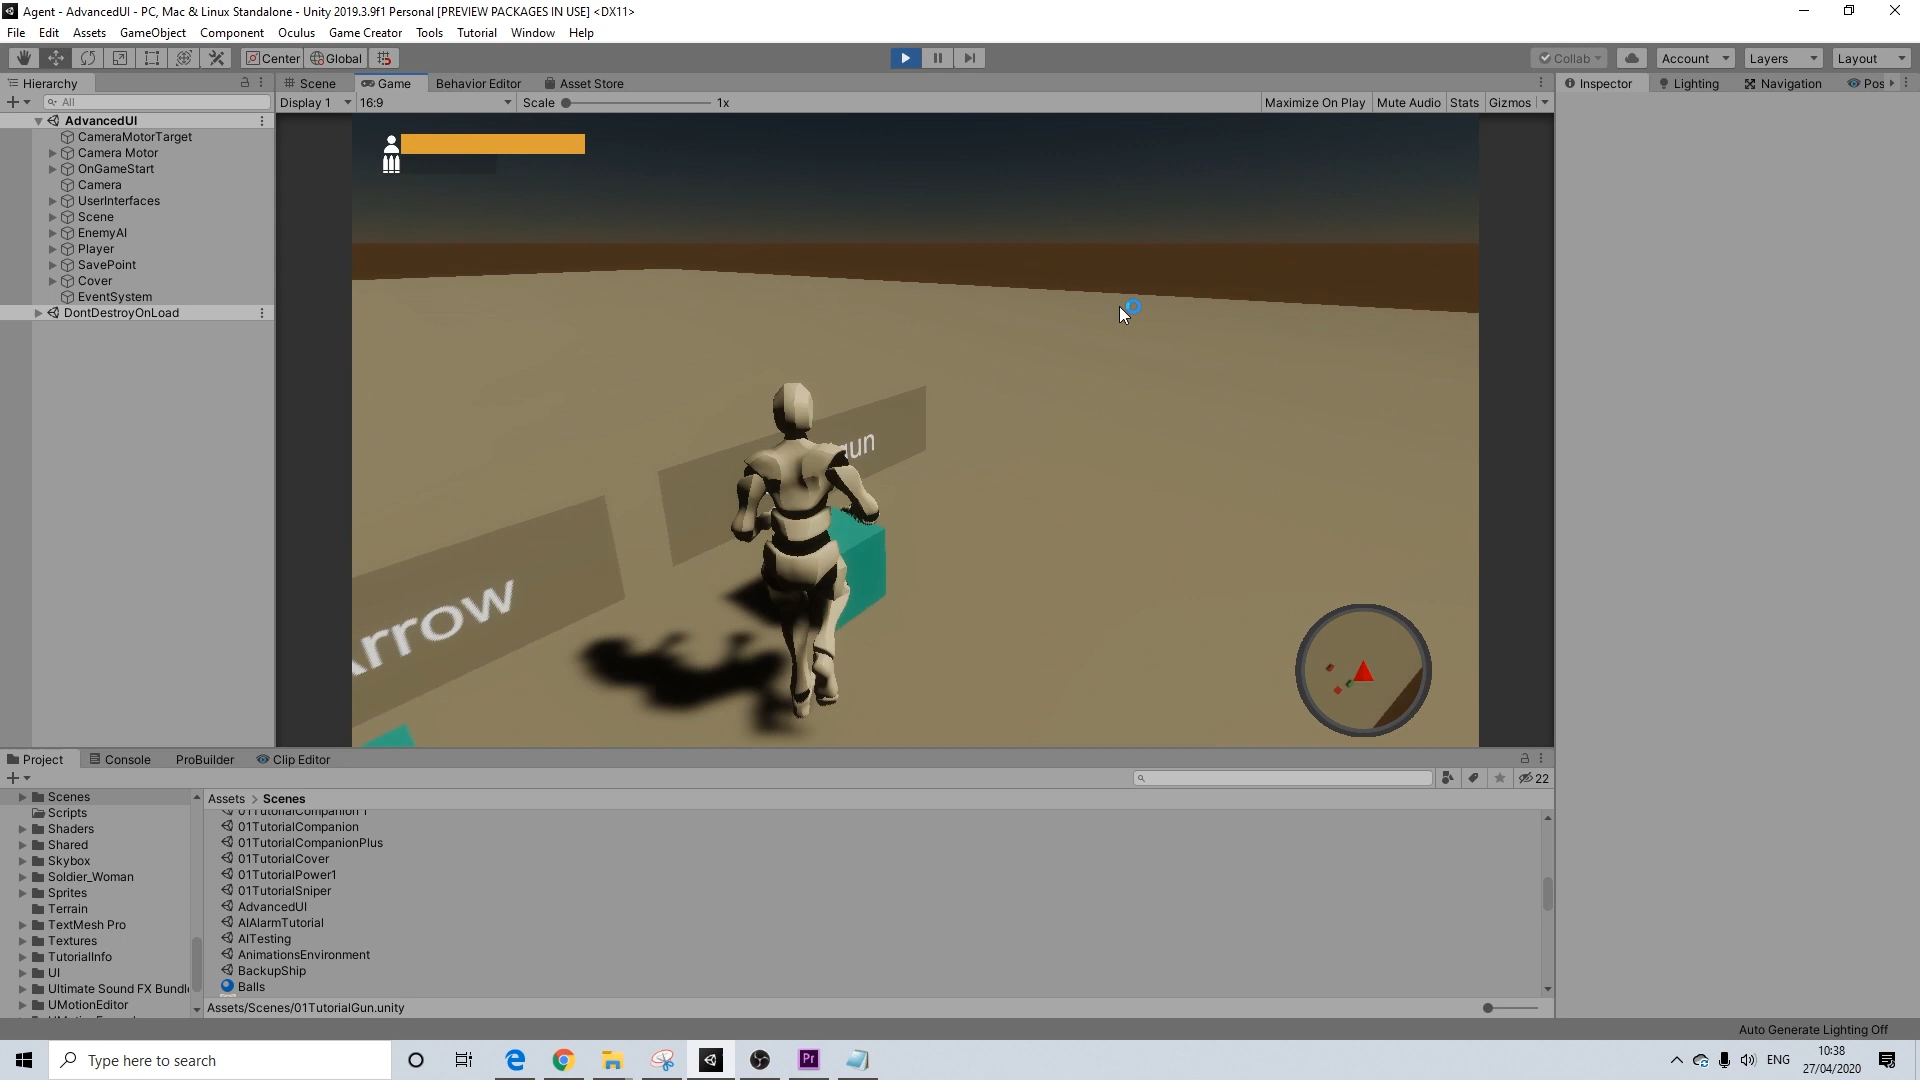 Agent - AdvancedUI - PC, Mac & Linux Standalone - Unity 2019.3.9f1 Personal [PREVIEW PACKAGES IN USE] <DX11>
File Edit Assets GameObject Component Oculus Game Creator Tools Tutorial Window Help
Center Global Collab Account Layers Layout
Hierarchy Scene Game Behavior Editor Asset Store Inspector Lighting Navigation Pos
All Display 1 16:9 Scale 1x Maximize On Play Mute Audio Stats Gizmos
AdvancedUI
CameraMotorTarget
Camera Motor
OnGameStart
Camera
UserInterfaces
Scene
EnemyAI
Player
SavePoint
Cover
EventSystem
DontDestroyOnLoad
gun
Arrow
Project Console ProBuilder Clip Editor
22
Scenes
Scripts
Shaders
Shared
Skybox
Soldier_Woman
Sprites
Terrain
TextMesh Pro
Textures
TutorialInfo
UI
Ultimate Sound FX Bundle
UMotionEditor
Assets > Scenes
01TutorialCompanion 1
01TutorialCompanion
01TutorialCompanionPlus
01TutorialCover
01TutorialPower1
01TutorialSniper
AdvancedUI
AIAlarmTutorial
AITesting
AnimationsEnvironment
BackupShip
Balls
Assets/Scenes/01TutorialGun.unity
Auto Generate Lighting Off
Type here to search
ENG
10:38
27/04/2020